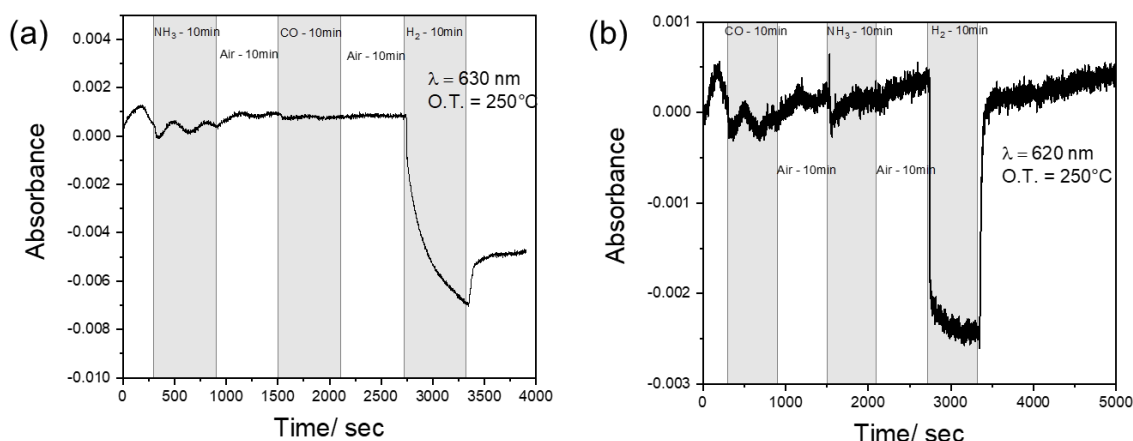 (a)
0.004
0.002
0.000
-0.002
-0.004
-0.006
-0.008
-0.010
Absorbance
NH₃ - 10min
Air - 10min
CO - 10min
Air - 10min
H₂ - 10min
λ = 630 nm
O.T. = 250°C
0 500 1000 1500 2000 2500 3000 3500 4000
Time/ sec
(b)
0.001
0.000
-0.001
-0.002
-0.003
Absorbance
CO - 10min
Air - 10min
NH₃ - 10min
Air - 10min
H₂ - 10min
λ = 620 nm
O.T. = 250°C
0 1000 2000 3000 4000 5000
Time/ sec